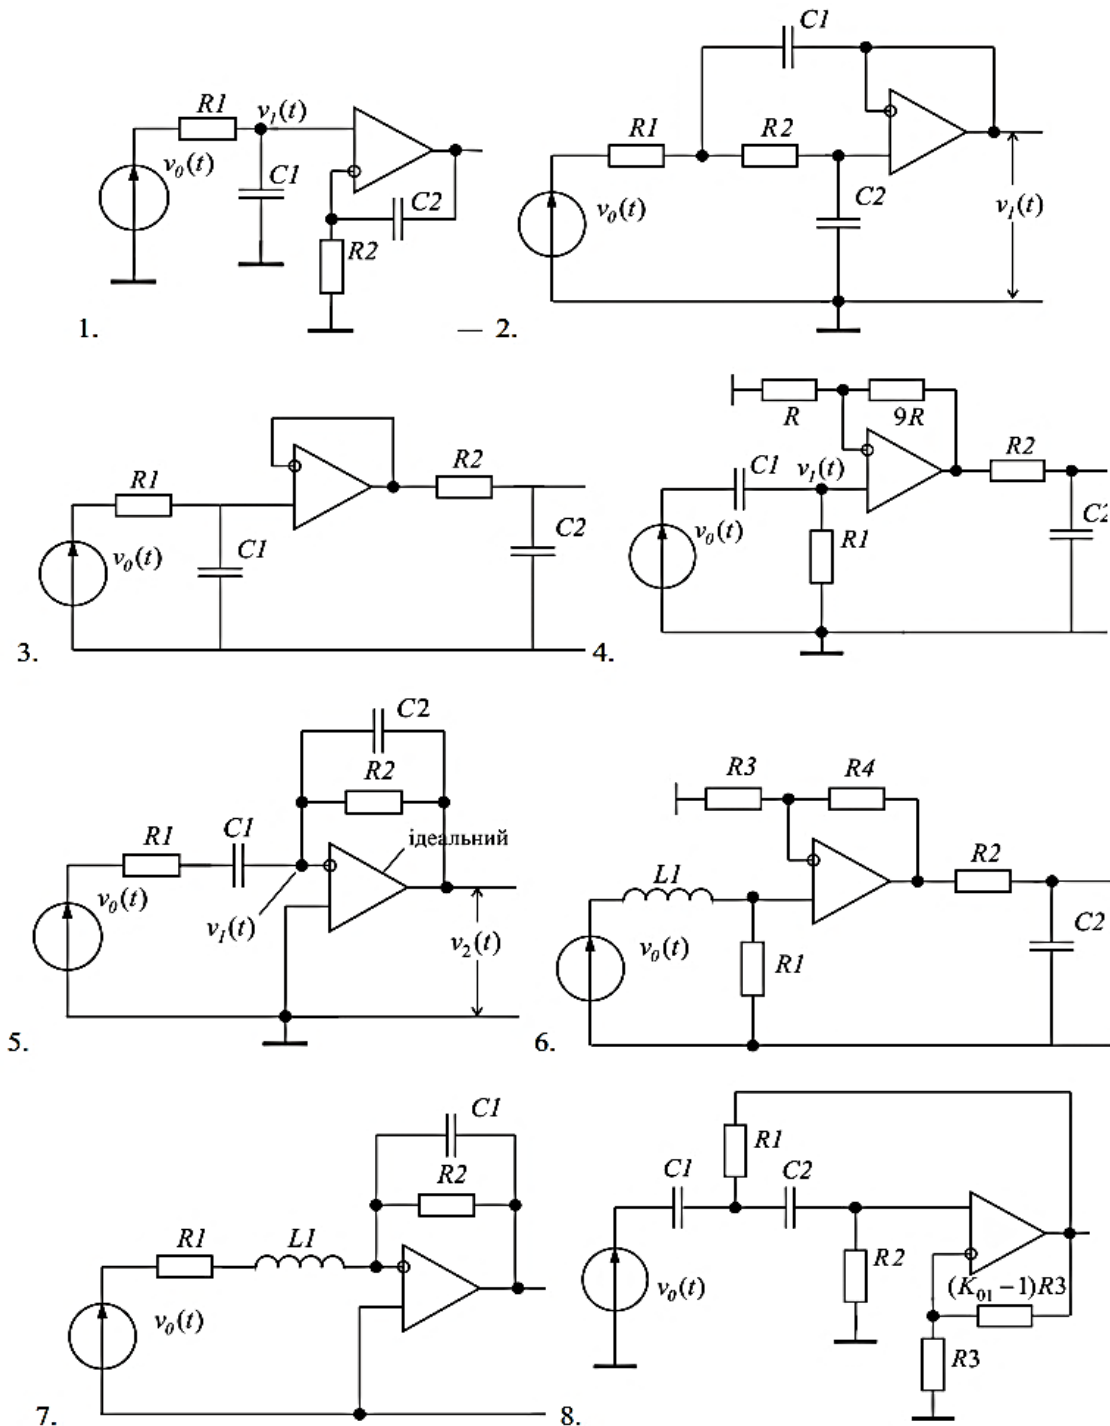 R1
v₁(t)
v₀(t)
C1
C2
R2
1.
C1
R1
R2
v₀(t)
C2
v₁(t)
— 2.
R1
R2
v₀(t)
C1
C2
3.
R
9R
C1
v₁(t)
R2
v₀(t)
R1
C2
4.
C2
R2
R1
C1
ідеальний
v₀(t)
v₁(t)
v₂(t)
5.
R3
R4
L1
R2
v₀(t)
R1
C2
6.
C1
R2
R1
L1
v₀(t)
7.
R1
C1
C2
R2
v₀(t)
(K₀₁ −1)R3
R3
8.